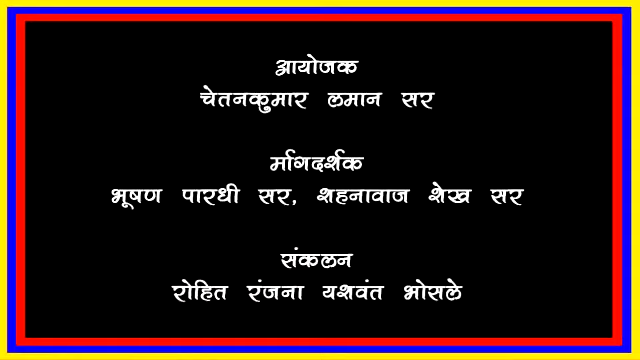 आयोजक
चेतनकुमार लमान सर
र्मागदर्शक
भूषण पारधी सर, शहनावाज शेख सर
संकलन
रोहित रंजना यशवंत भोसले